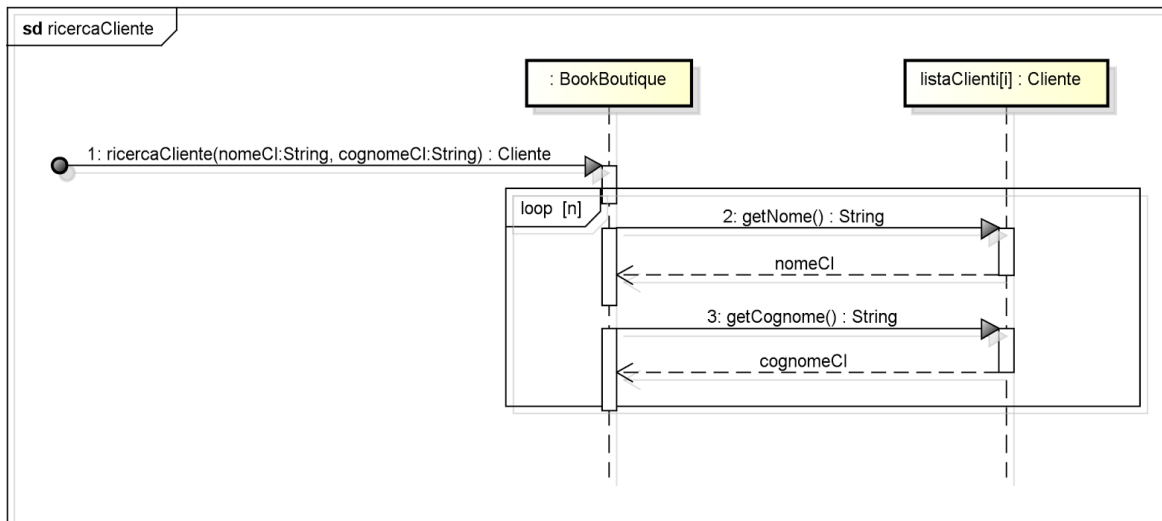 sd ricercaCliente
: BookBoutique
listaClienti[i] : Cliente
1: ricercaCliente(nomeCl:String, cognomeCl:String) : Cliente
loop [n]
2: getNome() : String
nomeCl
3: getCognome() : String
cognomeCl